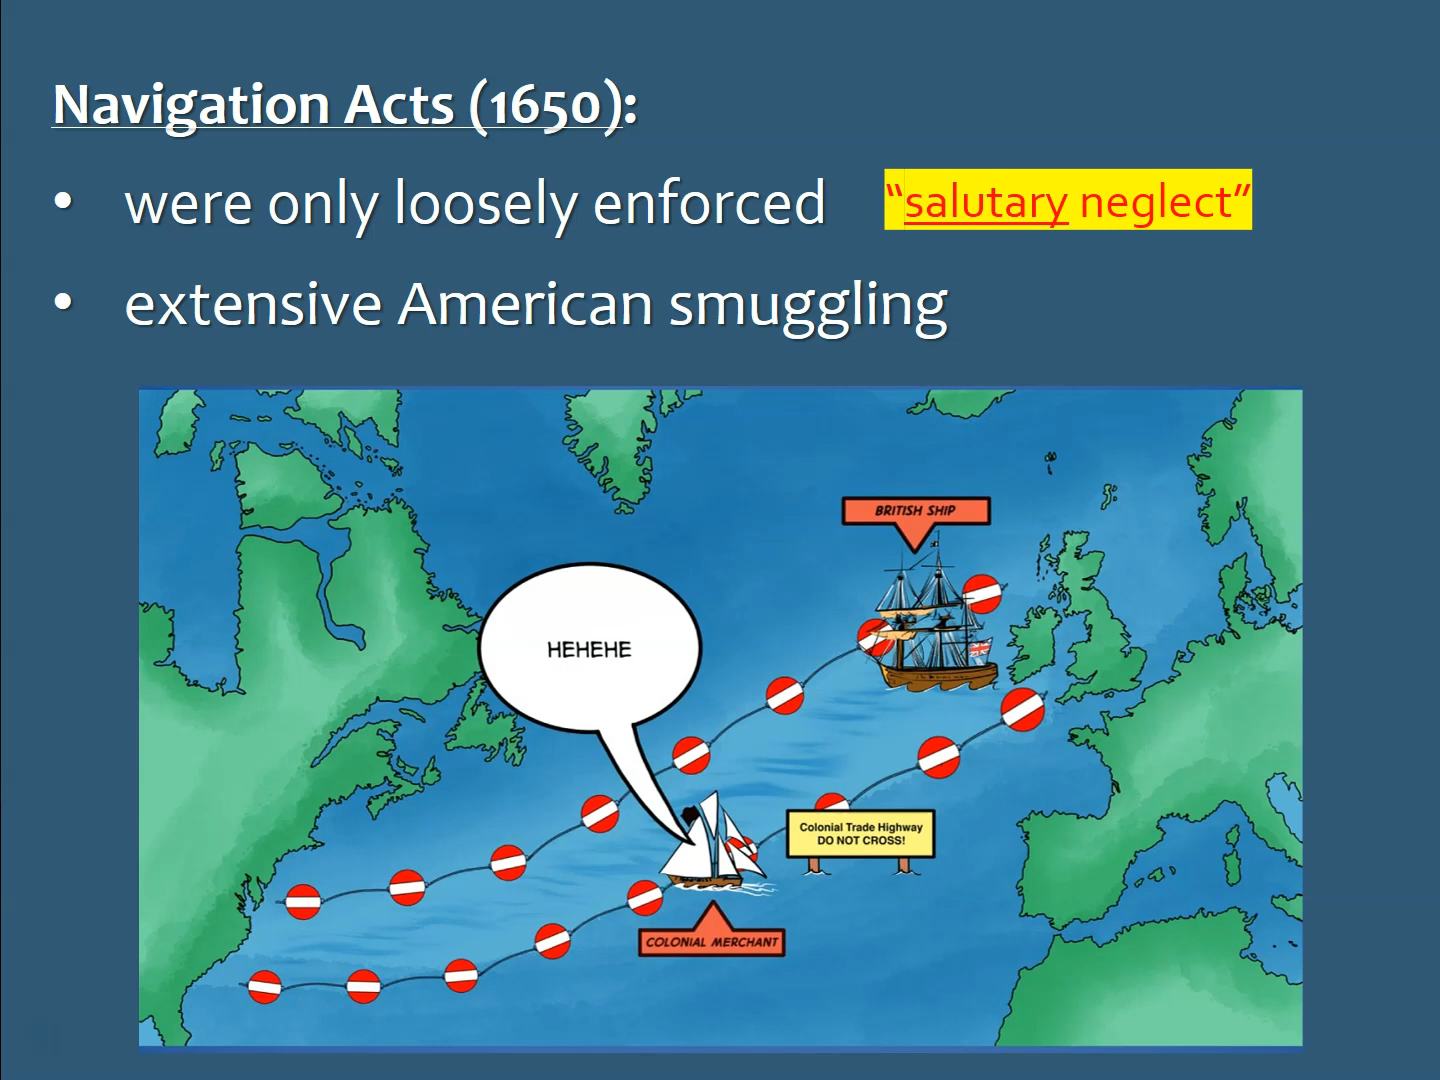 Navigation Acts (1650):
• were only loosely enforced “salutary neglect”
• extensive American smuggling
BRITISH SHIP
HEHEHE
Colonial Trade Highway
DO NOT CROSS!
COLONIAL MERCHANT